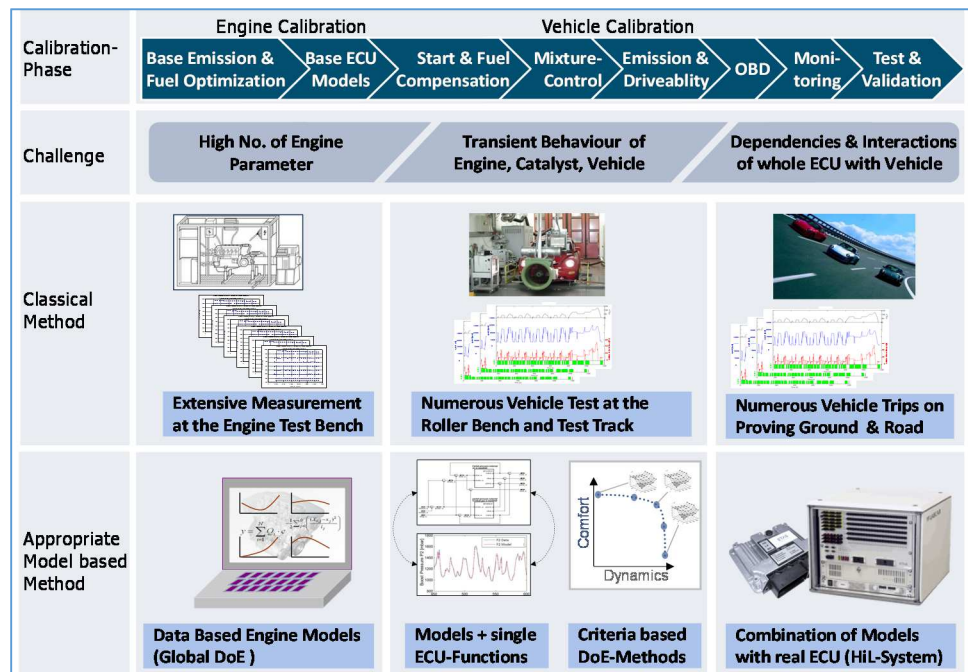 Engine Calibration
Vehicle Calibration
Calibration-
Phase
Base Emission &
Fuel Optimization
Base ECU
Models
Start & Fuel
Compensation
Mixture-
Control
Emission &
Driveablity
OBD
Moni-
toring
Test &
Validation
Challenge
High No. of Engine
Parameter
Transient Behaviour of
Engine, Catalyst, Vehicle
Dependencies & Interactions
of whole ECU with Vehicle
Classical
Method
Extensive Measurement
at the Engine Test Bench
Numerous Vehicle Test at the
Roller Bench and Test Track
Numerous Vehicle Trips on
Proving Ground & Road
Appropriate
Model based
Method
Comfort
Dynamics
Data Based Engine Models
(Global DoE )
Models + single
ECU-Functions
Criteria based
DoE-Methods
Combination of Models
with real ECU (HiL-System)